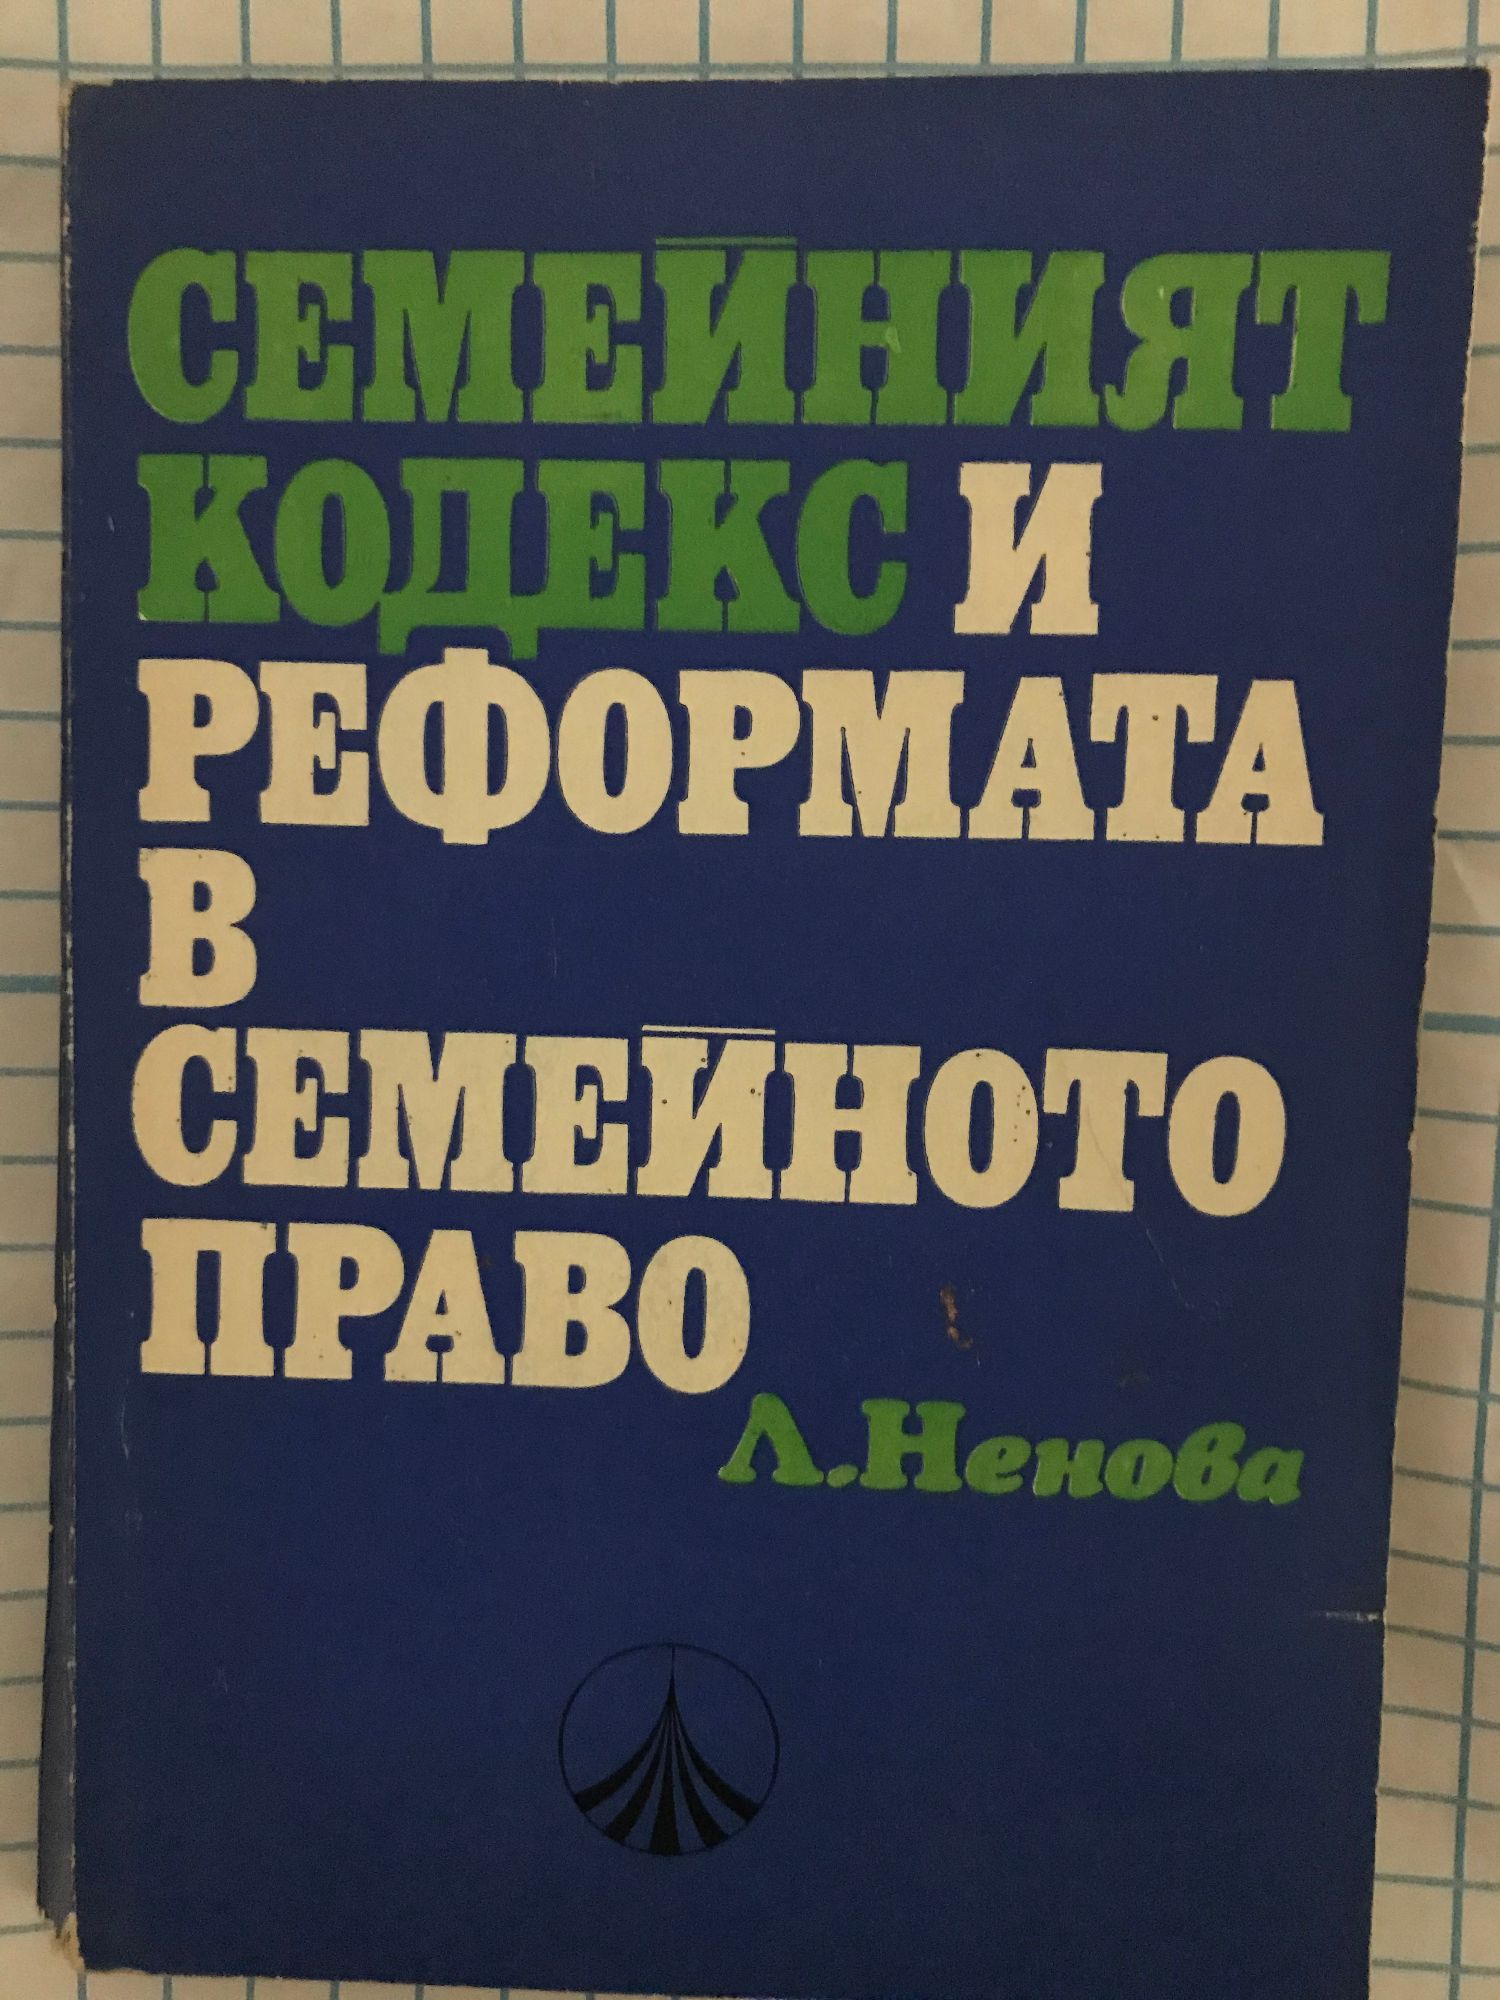 СЕМЕЙНИЯТ
КОДЕКС И
РЕФОРМАТА
В
СЕМЕЙНОТО
ПРАВО
Л. Ненова